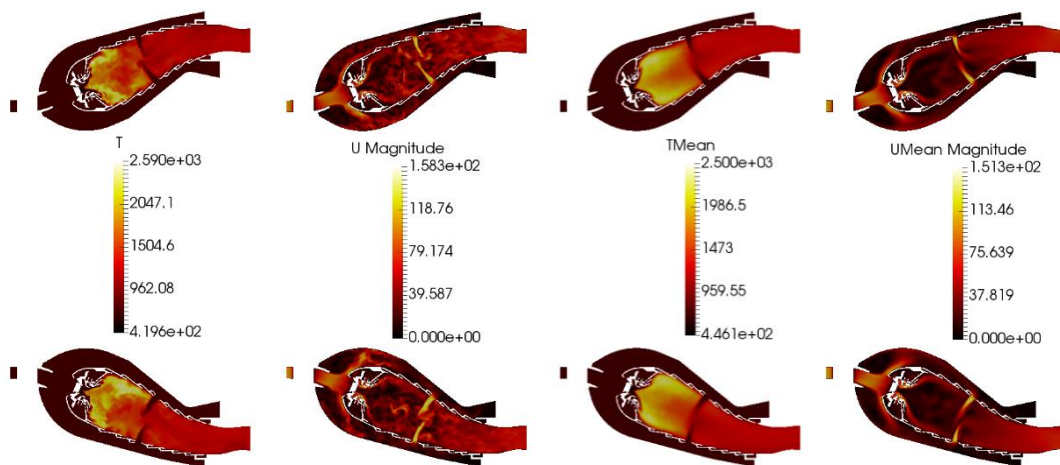 T
2.590e+03
2047.1
1504.6
962.08
4.196e+02
U Magnitude
1.583e+02
118.76
79.174
39.587
0.000e+00
TMean
2.500e+03
1986.5
1473
959.55
4.461e+02
UMean Magnitude
1.513e+02
113.46
75.639
37.819
0.000e+00